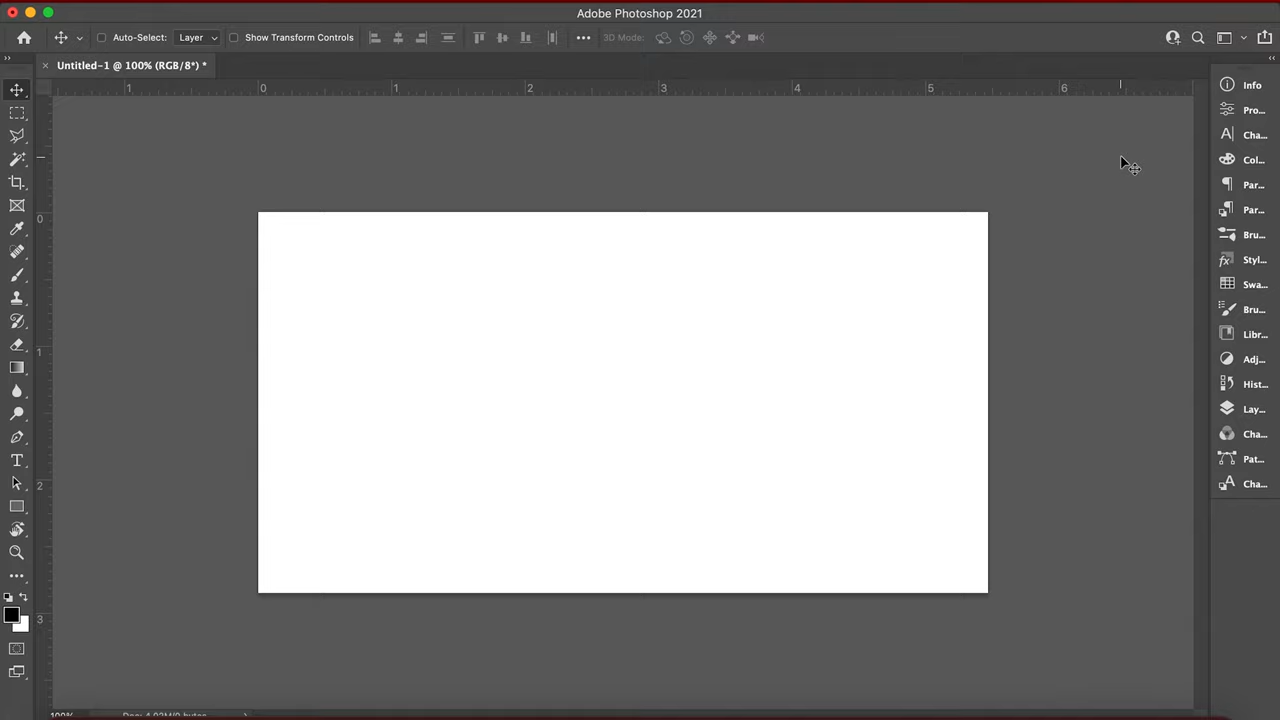 Adobe Photoshop 2021
Auto-Select: Layer Show Transform Controls 3D Mode:
Untitled-1 @ 100% (RGB/8*) *
1 0 1 2 3 4 5 6
0
1
2
3
Info
Pro...
Cha...
Col...
Par...
Par...
Bru...
Styl...
Swa...
Bru...
Libr...
Adj...
Hist...
Lay...
Cha...
Pat...
Cha...
100%